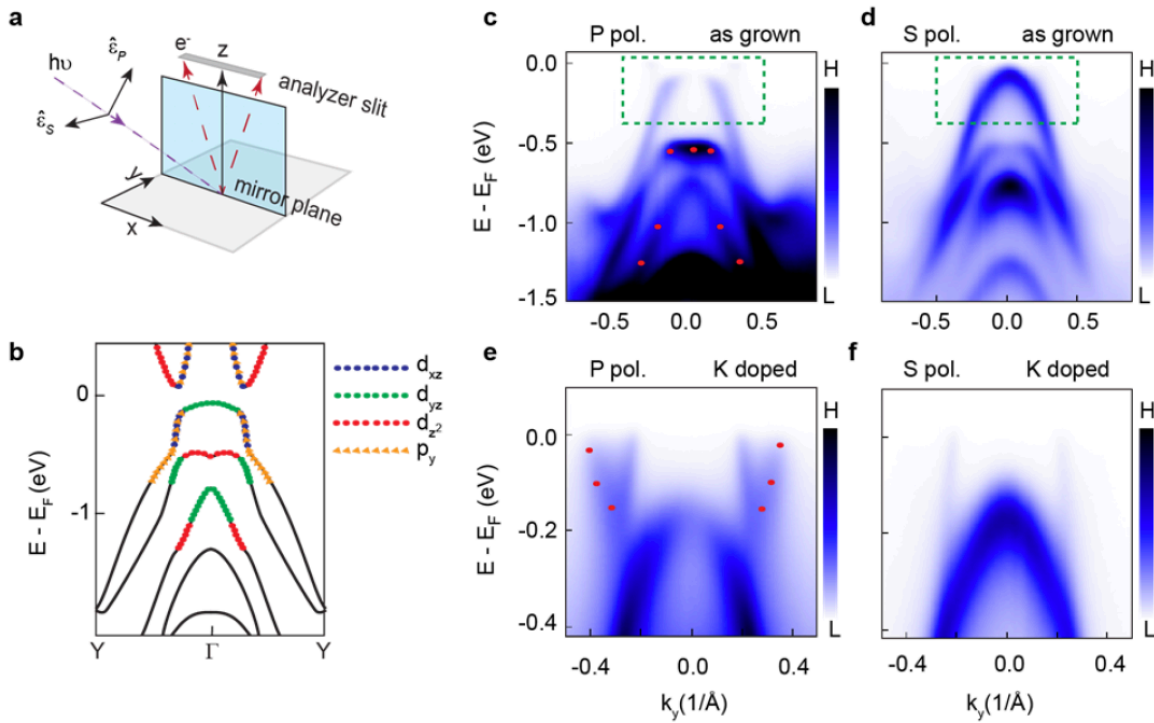 a
ε̂P
hυ
ε̂S
e-
z
analyzer slit
mirror plane
y
x
b
E - EF (eV)
0
-1
Y
Γ
Y
dxz
dyz
dz2
py
c
P pol.
as grown
E - EF (eV)
0.0
-0.5
-1.0
-1.5
-0.5
0.0
0.5
H
L
d
S pol.
as grown
-0.5
0.0
0.5
H
L
e
P pol.
K doped
E - EF (eV)
0.0
-0.2
-0.4
-0.4
0.0
0.4
ky(1/Å)
H
L
f
S pol.
K doped
-0.4
0.0
0.4
ky(1/Å)
H
L